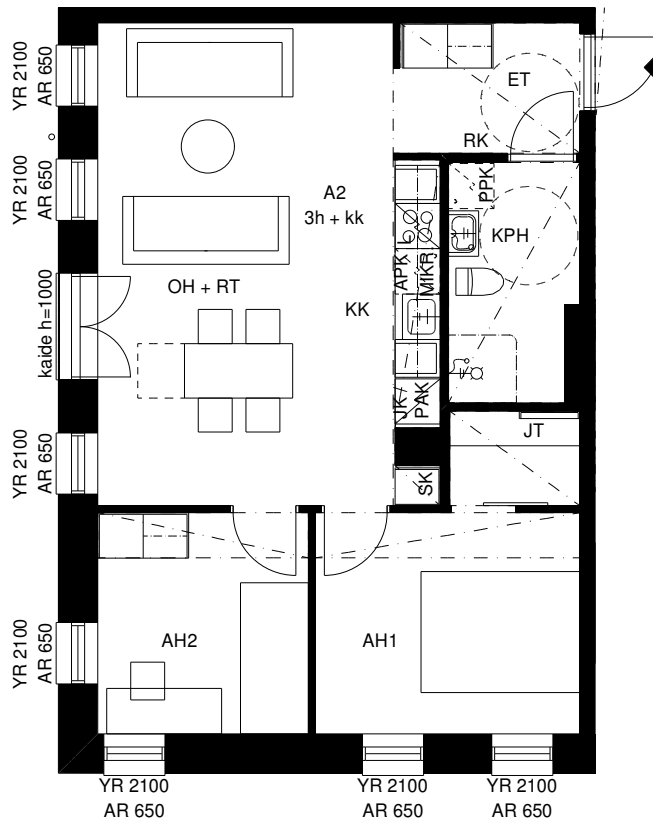 YR 2100
AR 650
ET
RK
YR 2100
AR 650
A2
3h + kk
PPK
KPH
APK
MIKRJ
OH + RT
KK
kaide h=1000
JK
PAK
JT
YR 2100
AR 650
SK
YR 2100
AR 650
AH2
AH1
YR 2100
AR 650
YR 2100
AR 650
YR 2100
AR 650